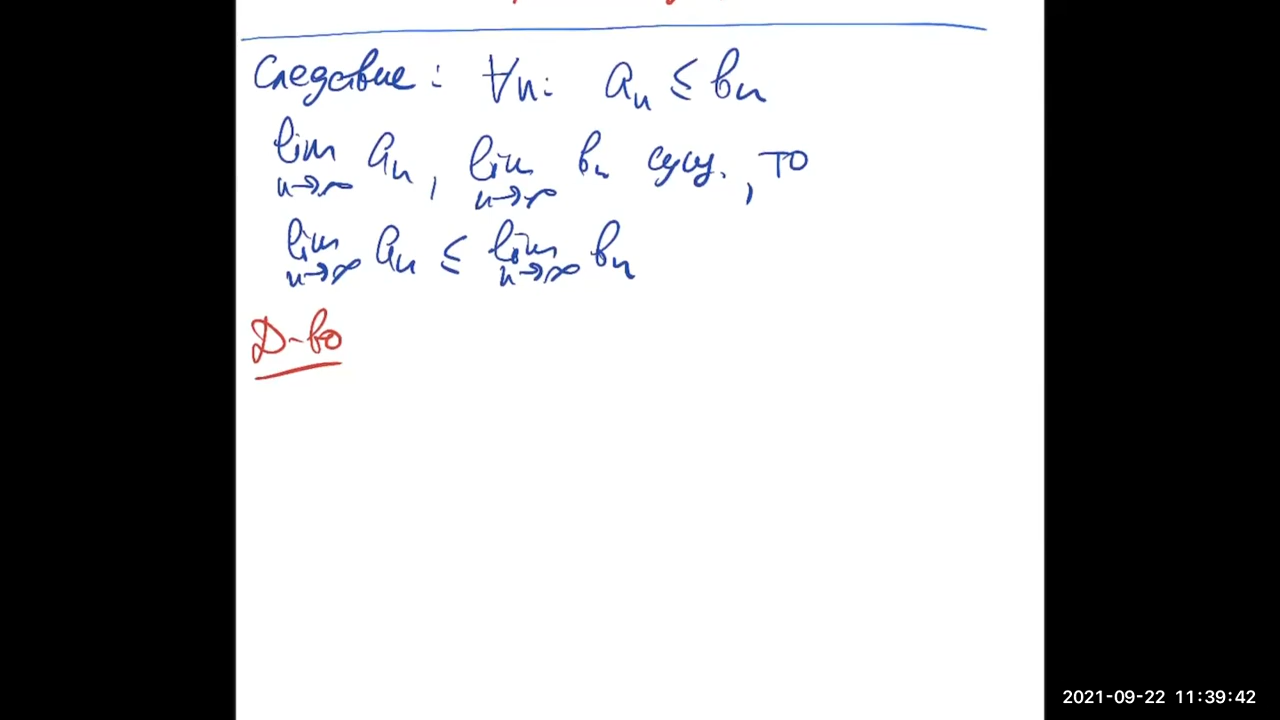 Следствие: ∀n: aₙ ≤ bₙ
lim n→∞ aₙ, lim n→∞ bₙ сущ., то
lim n→∞ aₙ ≤ lim n→∞ bₙ
Д-во
2021-09-22 11:39:42